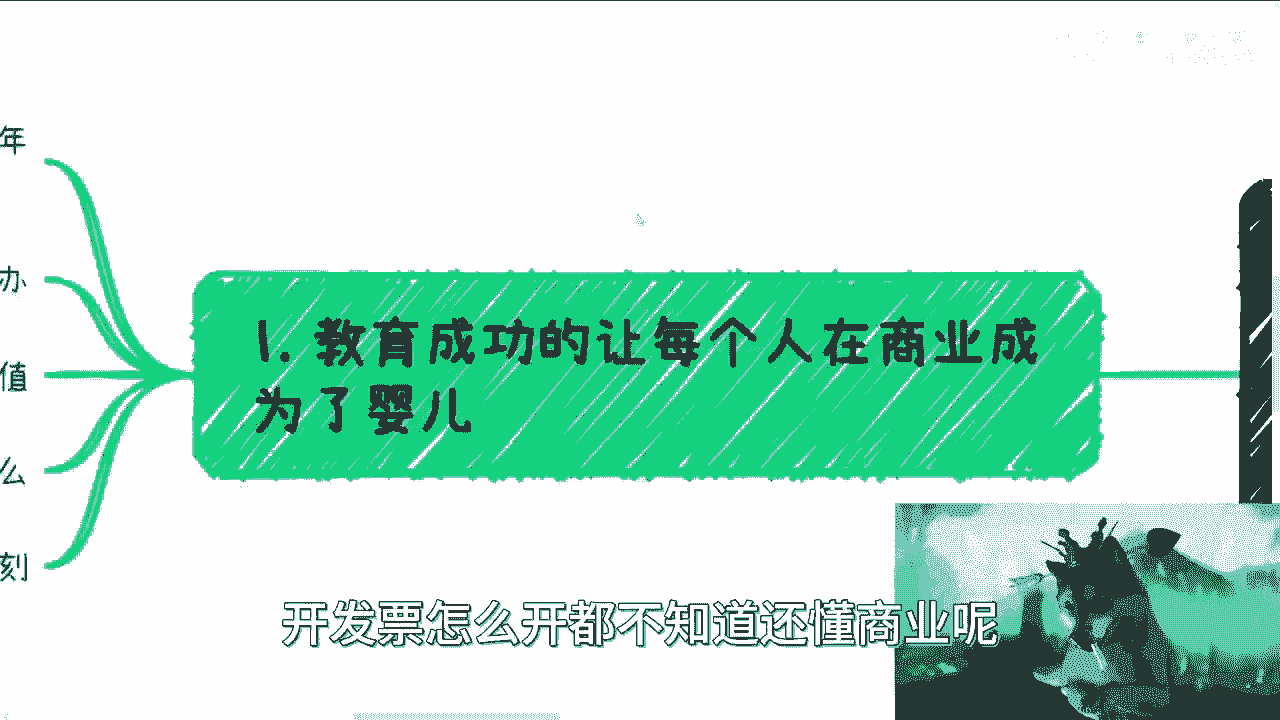 年
办
值
么
刻
1. 教育成功的让每个人在商业成
为了婴儿
开发票怎么开都不知道还懂商业呢